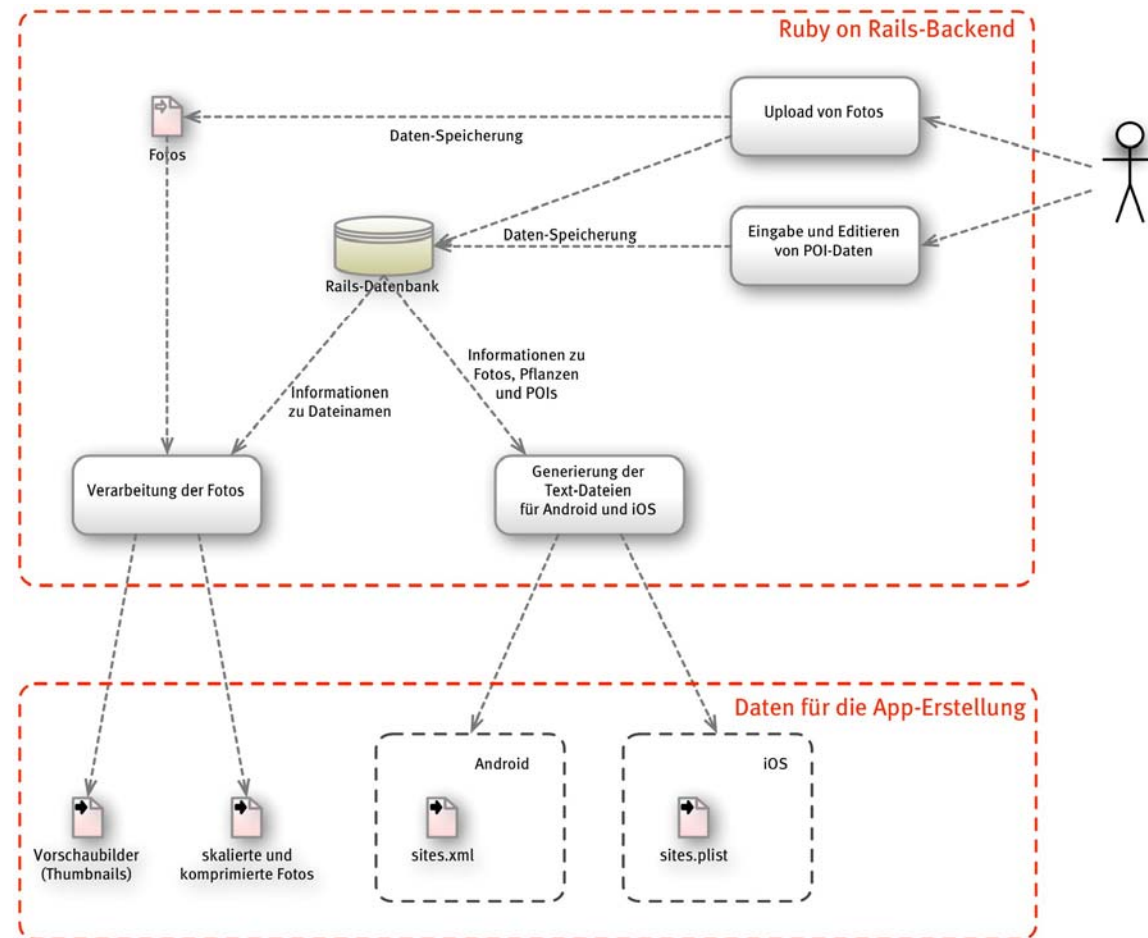 Ruby on Rails-Backend
Upload von Fotos
Daten-Speicherung
Fotos
Eingabe und Editieren
von POI-Daten
Daten-Speicherung
Rails-Datenbank
Informationen zu
Fotos, Pflanzen
und POIs
Informationen
zu Dateinamen
Verarbeitung der Fotos
Generierung der
Text-Dateien
für Android und iOS
Daten für die App-Erstellung
Android
iOS
Vorschaubilder
(Thumbnails)
skalierte und
komprimierte Fotos
sites.xml
sites.plist